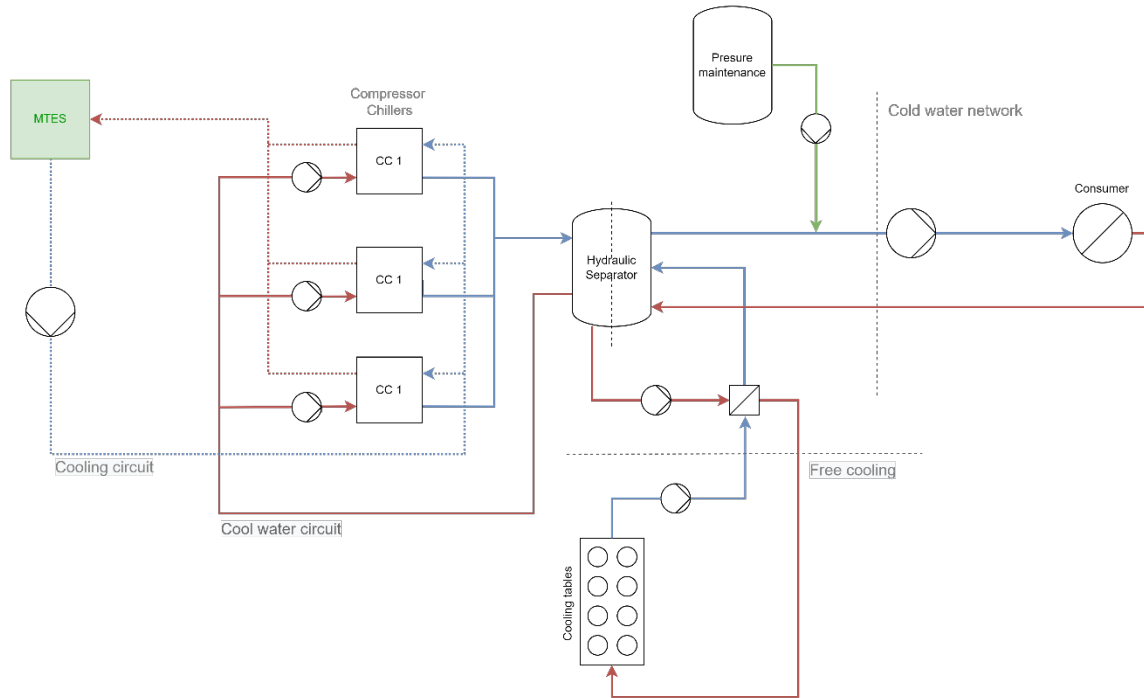 Presure
maintenance
Compressor
Chillers
MTES
Cold water network
CC 1
Consumer
CC 1
Hydraulic
Separator
CC 1
Cooling circuit
Free cooling
Cool water circuit
Cooling tables